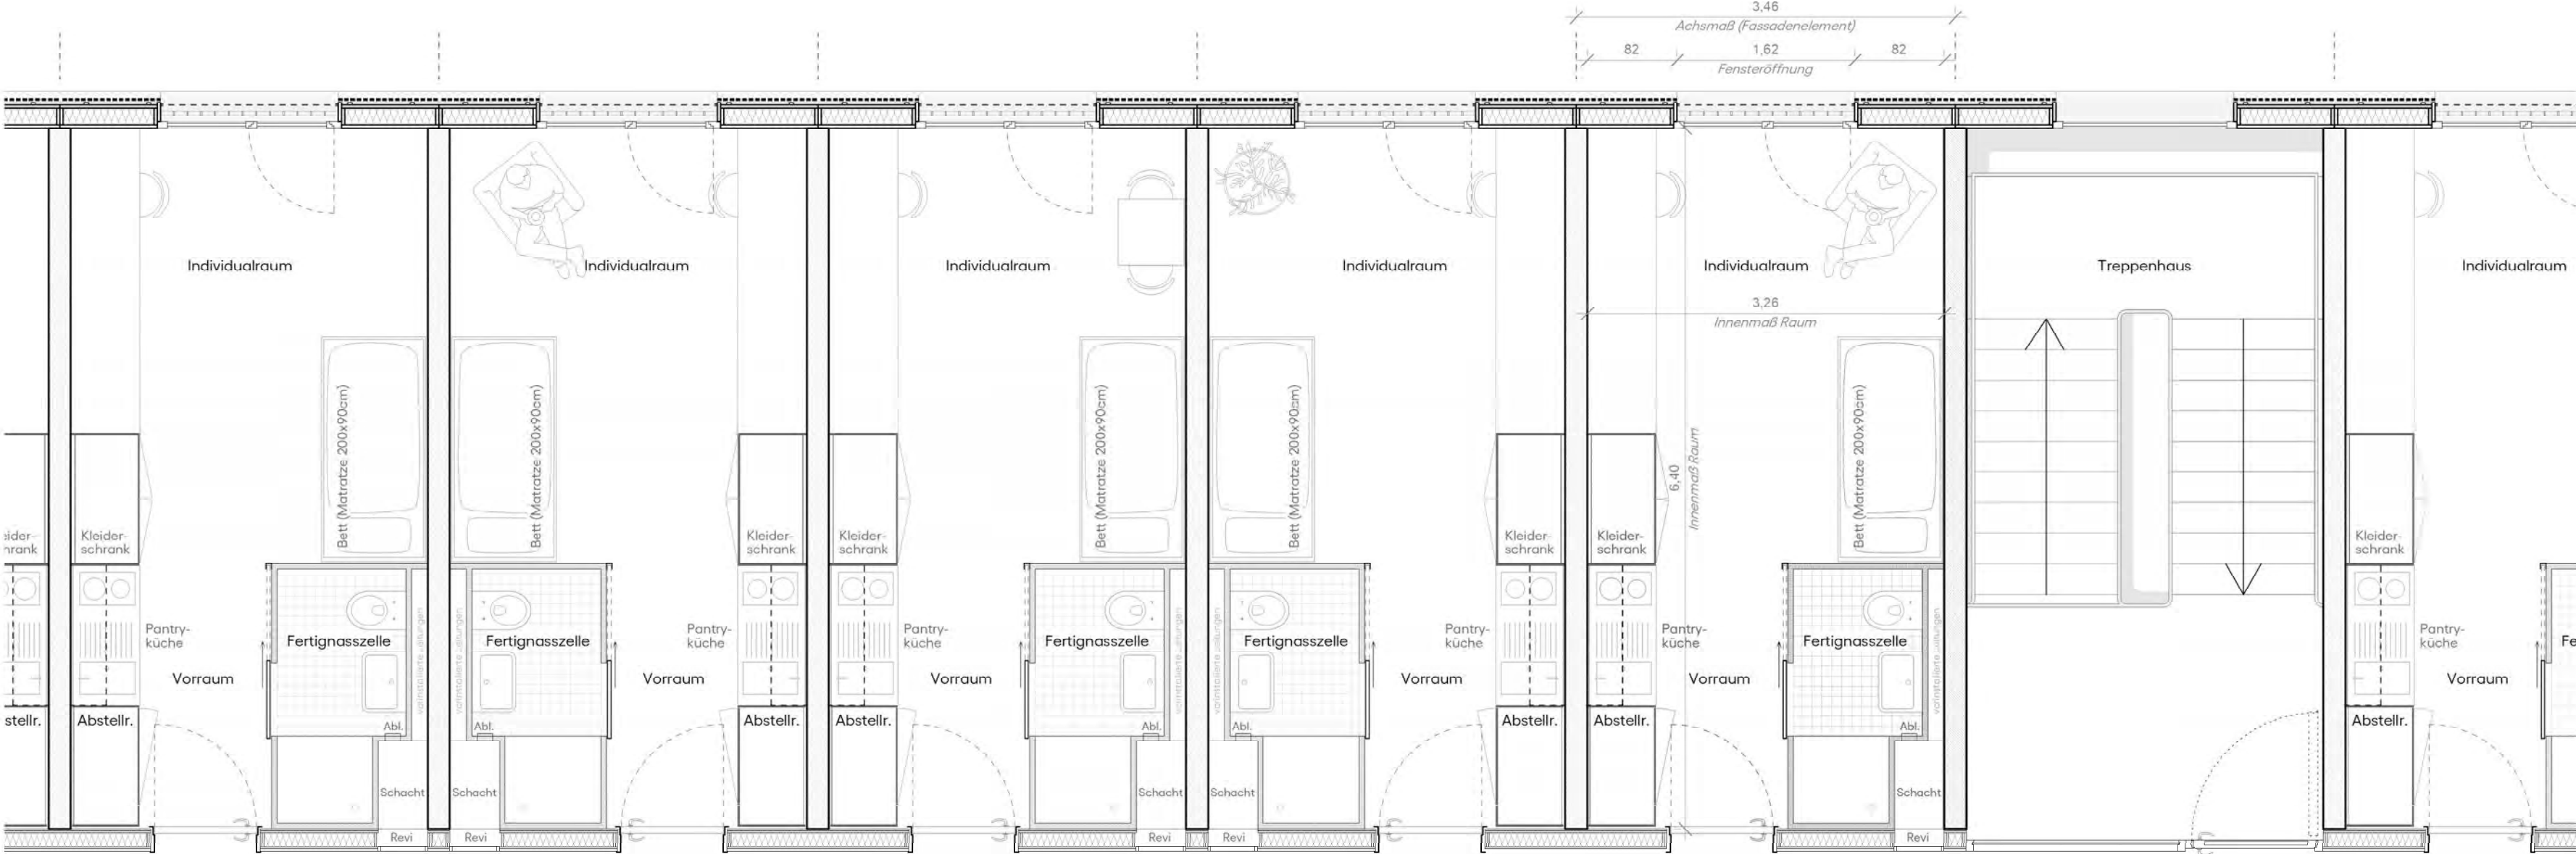 3,46
Achsmaß (Fassadenelement)
82
1,62
82
Fensteröffnung
Individualraum
Individualraum
Individualraum
Individualraum
Individualraum
Treppenhaus
Individualraum
3,26
Innenmaß Raum
Bett (Matratze 200x90cm)
Bett (Matratze 200x90cm)
Bett (Matratze 200x90cm)
Bett (Matratze 200x90cm)
Bett (Matratze 200x90cm)
6,40
Innenmaß Raum
Kleider-
schrank
Kleider-
schrank
Kleider-
schrank
Kleider-
schrank
Kleider-
schrank
Kleider-
schrank
Pantry-
küche
Pantry-
küche
Pantry-
küche
Pantry-
küche
Pantry-
küche
Pantry-
küche
Fertignasszelle
Fertignasszelle
Fertignasszelle
Fertignasszelle
Fertignasszelle
Vorraum
Vorraum
Vorraum
Vorraum
Vorraum
Vorraum
stellr.
Abstellr.
Abstellr.
Abstellr.
Abstellr.
Abstellr.
Abstellr.
Abl.
Abl.
Abl.
Abl.
Abl.
Schacht
Schacht
Schacht
Schacht
Schacht
Revi
Revi
Revi
Revi
Revi